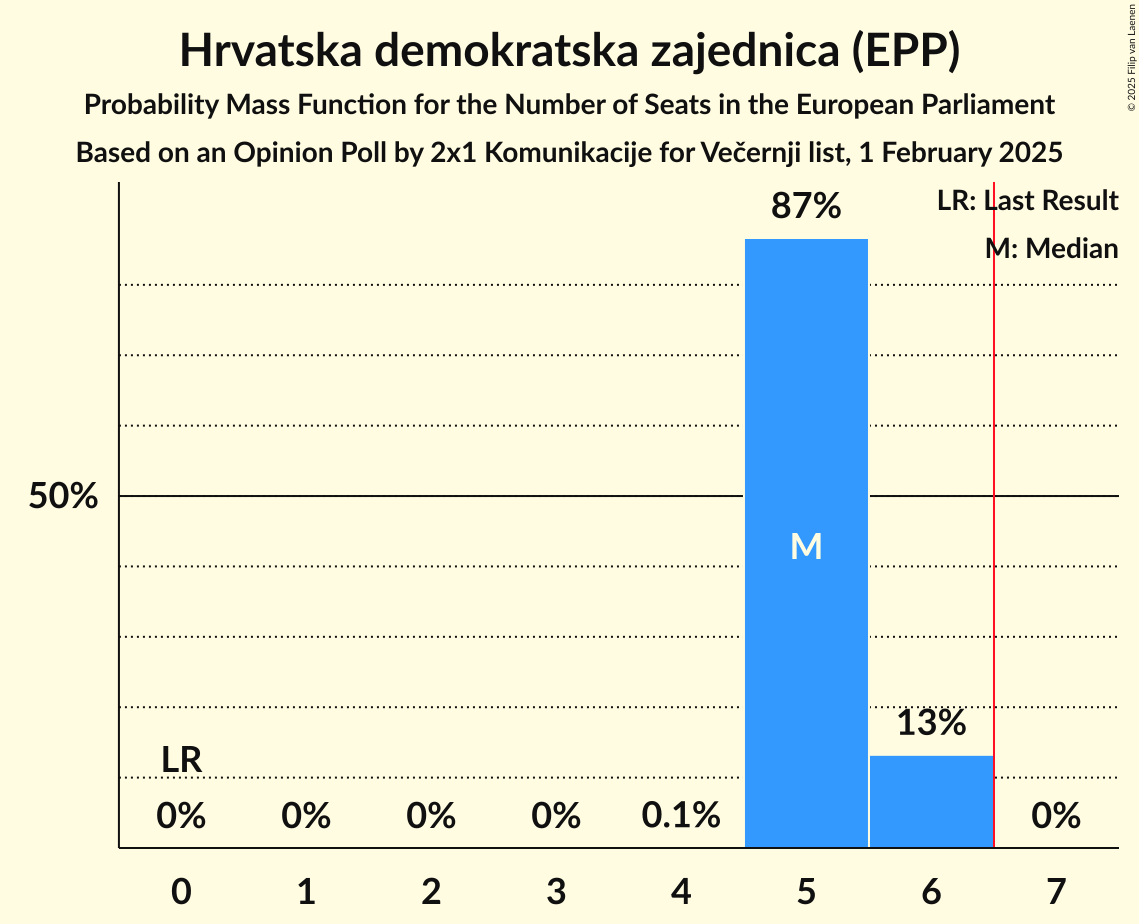 Hrvatska demokratska zajednica (EPP)
Probability Mass Function for the Number of Seats in the European Parliament
Based on an Opinion Poll by 2x1 Komunikacije for Večernji list, 1 February 2025
© 2025 Filip van Laenen
LR: Last Result
M: Median
87%
50%
M
13%
LR
0% 0% 0% 0% 0.1% 0%
0 1 2 3 4 5 6 7